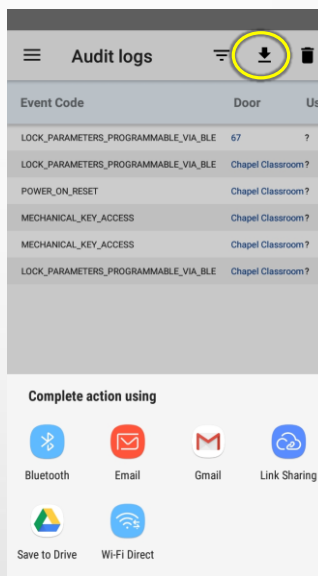 Audit logs
Event Code Door Us
LOCK_PARAMETERS_PROGRAMMABLE_VIA_BLE 67 ?
LOCK_PARAMETERS_PROGRAMMABLE_VIA_BLE Chapel Classroom ?
POWER_ON_RESET Chapel Classroom ?
MECHANICAL_KEY_ACCESS Chapel Classroom ?
MECHANICAL_KEY_ACCESS Chapel Classroom ?
LOCK_PARAMETERS_PROGRAMMABLE_VIA_BLE Chapel Classroom ?
Complete action using
Bluetooth Email Gmail Link Sharing
Save to Drive Wi-Fi Direct